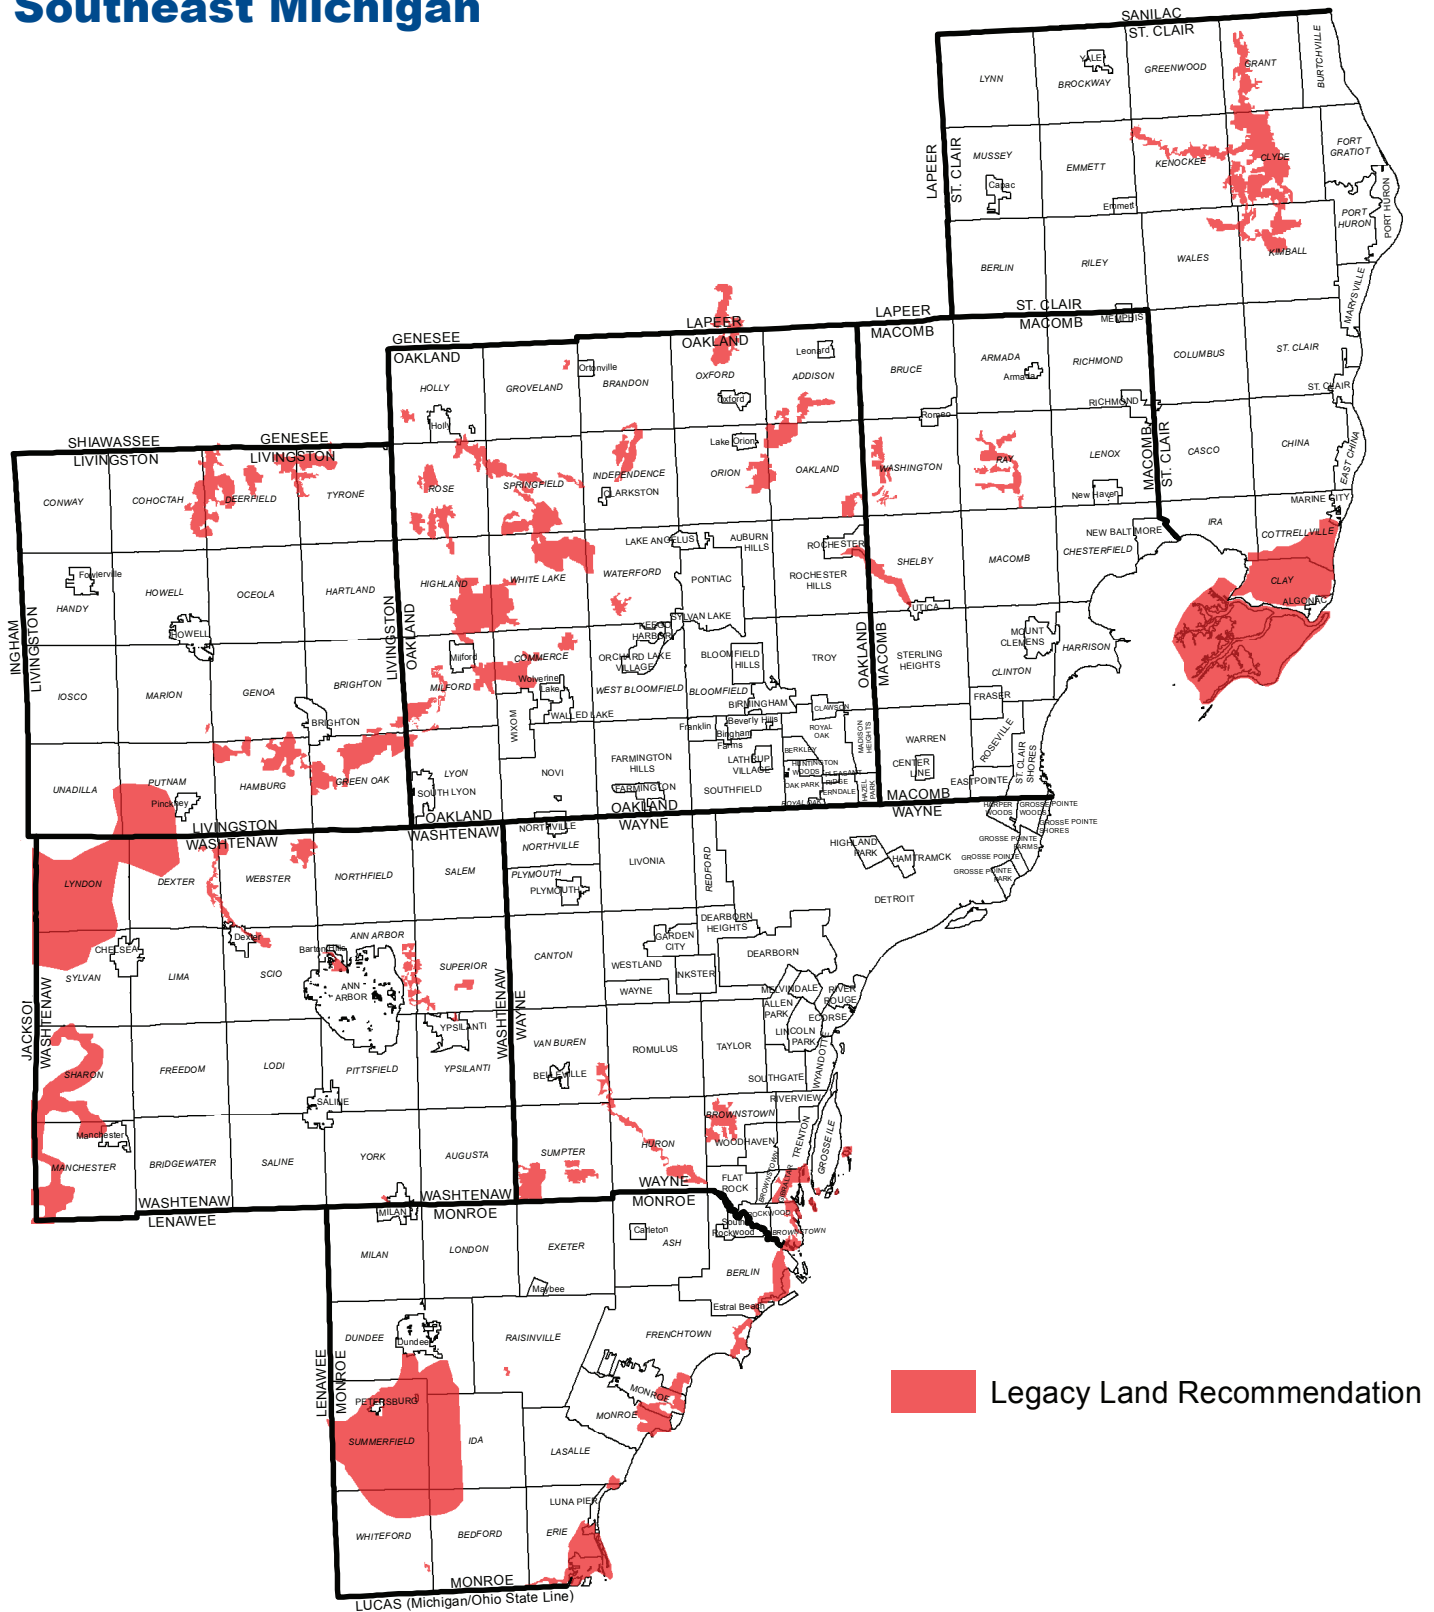 Southeast Michigan
SANILAC
ST. CLAIR
LYNN
YALE
BROCKWAY
GREENWOOD
GRANT
BURTCHVILLE
LAPEER
ST. CLAIR
MUSSEY
Capac
EMMETT
Emmett
KENOCKEE
CLYDE
FORT
GRATIOT
PORT
HURON
PORT HURON
BERLIN
RILEY
WALES
KIMBALL
MARYSVILLE
LAPEER
MACOMB
ST. CLAIR
MACOMB
MEMPHIS
COLUMBUS
ST. CLAIR
ST. CLAIR
GENESEE
OAKLAND
LAPEER
OAKLAND
HOLLY
Holly
GROVELAND
Ortonville
BRANDON
OXFORD
Oxford
Leonard
ADDISON
BRUCE
Romeo
ARMADA
Armada
RICHMOND
RICHMOND
MACOMB
ST. CLAIR
CASCO
CHINA
EAST CHINA
SHIAWASSEE
LIVINGSTON
GENESEE
LIVINGSTON
CONWAY
COHOCTAH
DEERFIELD
TYRONE
ROSE
SPRINGFIELD
INDEPENDENCE
CLARKSTON
Lake Orion
ORION
OAKLAND
WASHINGTON
RAY
LENOX
New Haven
MARINE CITY
IRA
COTTRELLVILLE
CLAY
ALGONAC
INGHAM
LIVINGSTON
Fowlerville
HANDY
HOWELL
HOWELL
OCEOLA
HARTLAND
LIVINGSTON
OAKLAND
HIGHLAND
WHITE LAKE
WATERFORD
LAKE ANGELUS
AUBURN
HILLS
PONTIAC
ROCHESTER
ROCHESTER
HILLS
SHELBY
UTICA
MACOMB
CHESTERFIELD
NEW BALTIMORE
IOSCO
MARION
GENOA
BRIGHTON
BRIGHTON
Milford
MILFORD
COMMERCE
Wolverine
Lake
WALLED LAKE
WIXOM
SYLVAN LAKE
KEEGO
HARBOR
ORCHARD LAKE
VILLAGE
WEST BLOOMFIELD
BLOOMFIELD
HILLS
BLOOMFIELD
BIRMINGHAM
TROY
OAKLAND
MACOMB
STERLING
HEIGHTS
MOUNT
CLEMENS
CLINTON
HARRISON
FRASER
ROSEVILLE
ST. CLAIR
SHORES
WARREN
CENTER
LINE
EASTPOINTE
UNADILLA
PUTNAM
Pinckney
HAMBURG
GREEN OAK
LYON
SOUTH LYON
NOVI
FARMINGTON
HILLS
FARMINGTON
Franklin
Bingham
Farms
Beverly Hills
LATHRUP
VILLAGE
SOUTHFIELD
CLAWSON
ROYAL
OAK
MADISON
HEIGHTS
BERKLEY
HUNTINGTON
WOODS
PLEASANT
RIDGE
OAK PARK
FERNDALE
HAZEL
PARK
ROYAL OAK
LIVINGSTON
WASHTENAW
OAKLAND
WASHTENAW
OAKLAND
WAYNE
MACOMB
WAYNE
LYNDON
DEXTER
WEBSTER
NORTHFIELD
SALEM
NORTHVILLE
NORTHVILLE
PLYMOUTH
PLYMOUTH
LIVONIA
REDFORD
HIGHLAND
PARK
HAMTRAMCK
DETROIT
HARPER
WOODS
GROSSE POINTE
WOODS
GROSSE POINTE
SHORES
GROSSE POINTE
FARMS
GROSSE POINTE
GROSSE POINTE
PARK
CHELSEA
SYLVAN
LIMA
Dexter
SCIO
Barton Hills
ANN ARBOR
ANN
ARBOR
SUPERIOR
YPSILANTI
CANTON
WESTLAND
GARDEN
CITY
WAYNE
INKSTER
DEARBORN
HEIGHTS
DEARBORN
MELVINDALE
ALLEN
PARK
RIVER
ROUGE
ECORSE
LINCOLN
PARK
WYANDOTTE
JACKSO
WASHTENAW
WASHTENAW
WAYNE
SHARON
FREEDOM
LODI
PITTSFIELD
YPSILANTI
SALINE
VAN BUREN
BELLEVILLE
ROMULUS
TAYLOR
SOUTHGATE
RIVERVIEW
Manchester
MANCHESTER
BRIDGEWATER
SALINE
YORK
AUGUSTA
SUMPTER
HURON
BROWNSTOWN
WOODHAVEN
TRENTON
GROSSE ILE
BROWNSTOWN
GIBRALTAR
FLAT
ROCK
ROCKWOOD
BROWNSTOWN
South
Rockwood
WASHTENAW
LENAWEE
MILAN
WASHTENAW
MONROE
WAYNE
MONROE
MILAN
LONDON
EXETER
Maybee
Carleton
ASH
BERLIN
Estral Beach
LENAWEE
MONROE
DUNDEE
Dundee
RAISINVILLE
FRENCHTOWN
MONROE
MONROE
PETERSBURG
SUMMERFIELD
IDA
LASALLE
LUNA PIER
WHITEFORD
BEDFORD
ERIE
MONROE
LUCAS (Michigan/Ohio State Line)
Legacy Land Recommendation